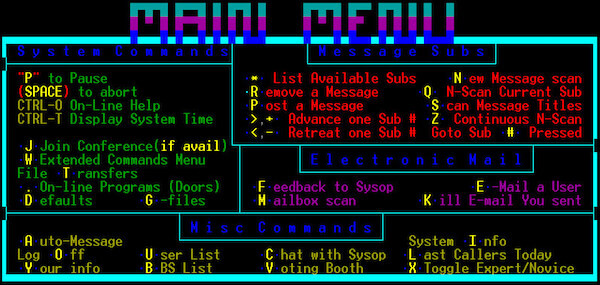 MAIN MENU
System Commands
"P" to Pause
(SPACE) to abort
CTRL-O On-Line Help
CTRL-T Display System Time
J Join Conference(if avail)
W Extended Commands Menu
File T ransfers
. On-line Programs (Doors)
D efaults G -files
Message Subs
* List Available Subs N ew Message scan
R emove a Message Q N-Scan Current Sub
P ost a Message S can Message Titles
>,+ Advance one Sub # Z Continuous N-Scan
<,- Retreat one Sub Goto Sub # Pressed
Electronic Mail
F eedback to Sysop E -Mail a User
M ailbox scan K ill E-mail You sent
Misc Commands
A uto-Message System I nfo
Log O ff U ser List C hat with Sysop L ast Callers Today
Y our info B BS List V oting Booth X Toggle Expert/Novice